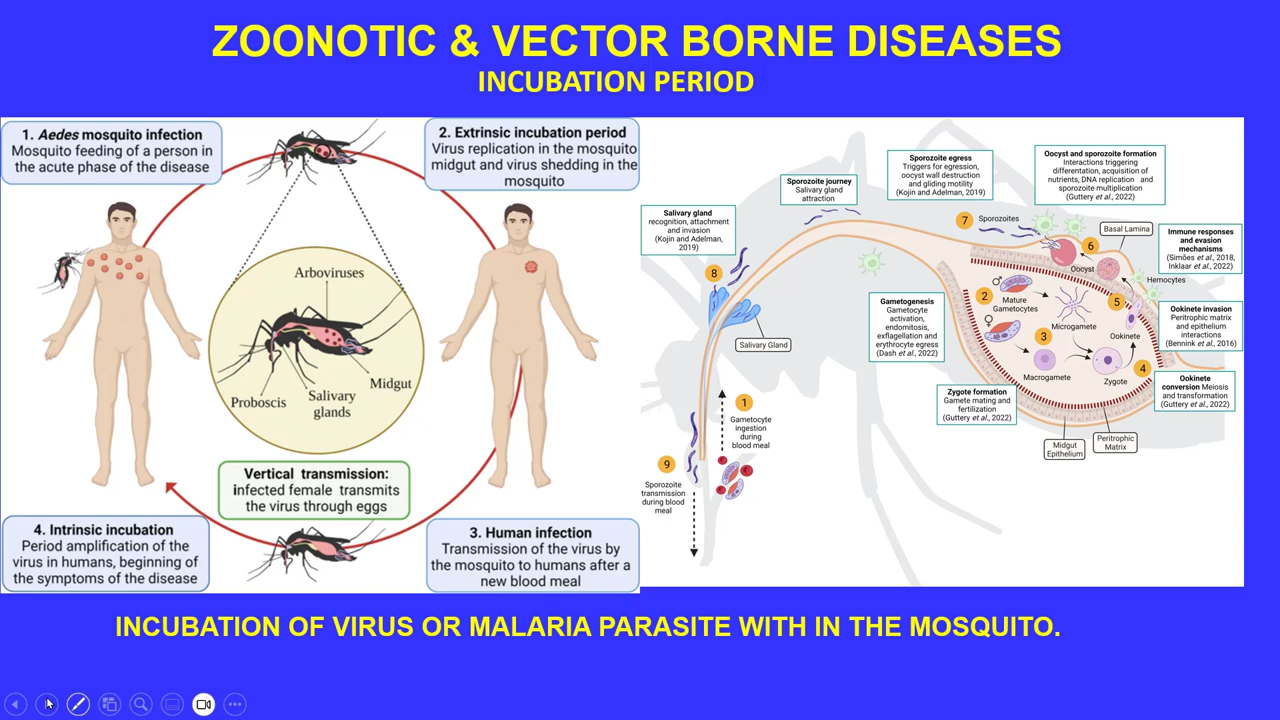 ZOONOTIC & VECTOR BORNE DISEASES
INCUBATION PERIOD
1. Aedes mosquito infection
Mosquito feeding of a person in
the acute phase of the disease
2. Extrinsic incubation period
Virus replication in the mosquito
midgut and virus shedding in the
mosquito
Arboviruses
Proboscis
Salivary
glands
Midgut
Vertical transmission:
infected female transmits
the virus through eggs
4. Intrinsic incubation
Period amplification of the
virus in humans, beginning of
the symptoms of the disease
3. Human infection
Transmission of the virus by
the mosquito to humans after a
new blood meal
Salivary gland
recognition, attachment
and invasion
(Kojin and Adelman,
2019)
Sporozoite journey
Salivary gland
attraction
Sporozoite egress
Triggers for egression,
oocyst wall destruction
and gliding motility
(Kojin and Adelman, 2019)
Oocyst and sporozoite formation
Interactions triggering
differentiation, acquisition of
nutrients, DNA replication and
sporozoite multiplication
(Guttery et al., 2022)
7
Sporozoites
Basal Lamina
6
Oocyst
Immune responses
and evasion
mechanisms
(Simões et al., 2018,
Inklaar et al., 2022)
Hemocytes
8
Salivary Gland
Gametogenesis
Gametocyte
activation,
endomitosis,
exflagellation and
erythrocyte egress
(Dash et al., 2022)
♂
2
Mature
Gametocytes
♀
Microgamete
3
Macrogamete
Zygote
5
Ookinete
4
Ookinete invasion
Peritrophic matrix
and epithelium
interactions
(Bennink et al., 2016)
Ookinete
conversion Meiosis
and transformation
(Guttery et al., 2022)
Zygote formation
Gamete mating and
fertilization
(Guttery et al., 2022)
Midgut
Epithelium
Peritrophic
Matrix
1
Gametocyte
ingestion
during
blood meal
9
Sporozoite
transmission
during blood
meal
INCUBATION OF VIRUS OR MALARIA PARASITE WITH IN THE MOSQUITO.